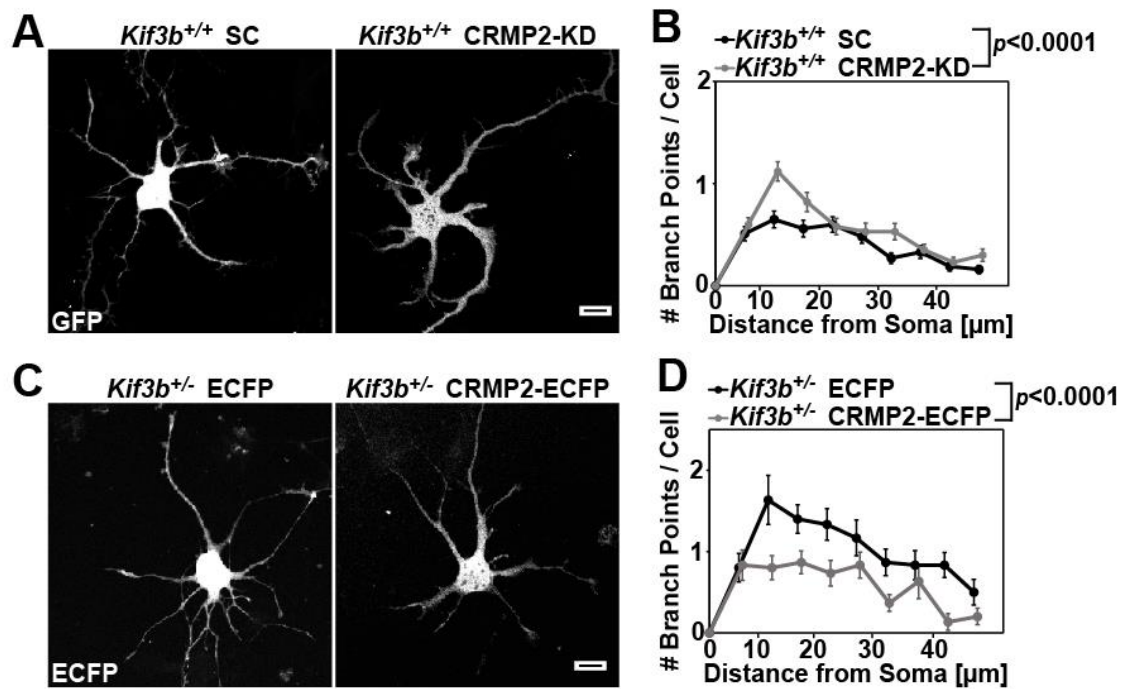 A
Kif3b+/+ SC
Kif3b+/+ CRMP2-KD
GFP
B
Kif3b+/+ SC
Kif3b+/+ CRMP2-KD
p<0.0001
# Branch Points / Cell
2
1
0
0 10 20 30 40
Distance from Soma [µm]
C
Kif3b+/- ECFP
Kif3b+/- CRMP2-ECFP
ECFP
D
Kif3b+/- ECFP
Kif3b+/- CRMP2-ECFP
p<0.0001
# Branch Points / Cell
2
1
0
0 10 20 30 40
Distance from Soma [µm]